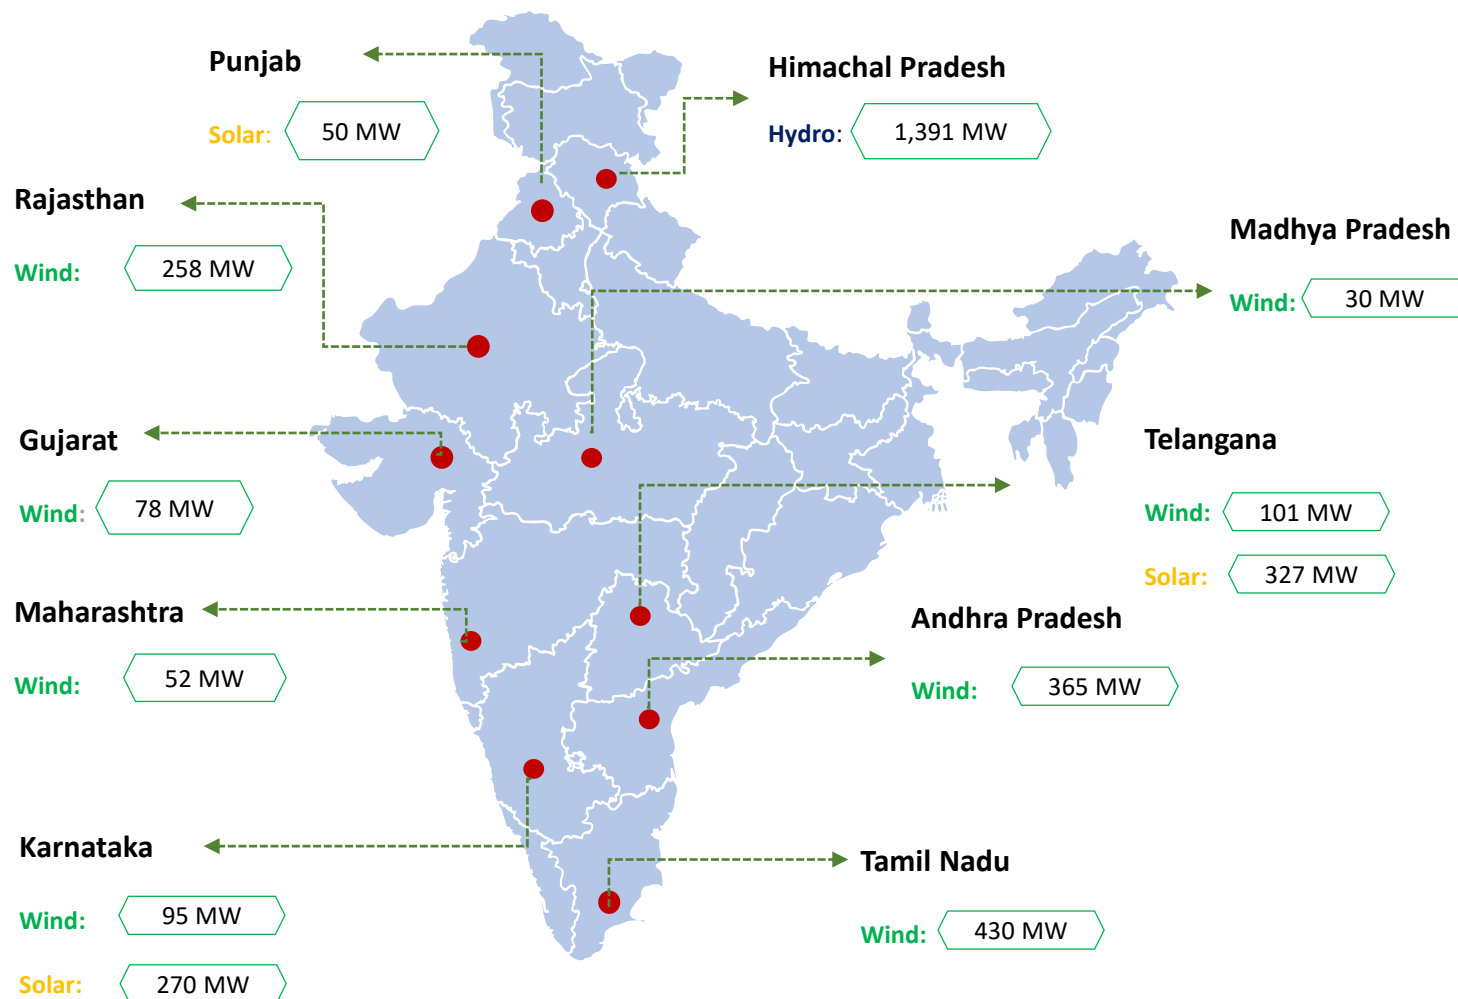 Punjab
Solar: 50 MW
Himachal Pradesh
Hydro: 1,391 MW
Rajasthan
Wind: 258 MW
Madhya Pradesh
Wind: 30 MW
Gujarat
Wind: 78 MW
Telangana
Wind: 101 MW
Solar: 327 MW
Maharashtra
Wind: 52 MW
Andhra Pradesh
Wind: 365 MW
Karnataka
Wind: 95 MW
Solar: 270 MW
Tamil Nadu
Wind: 430 MW